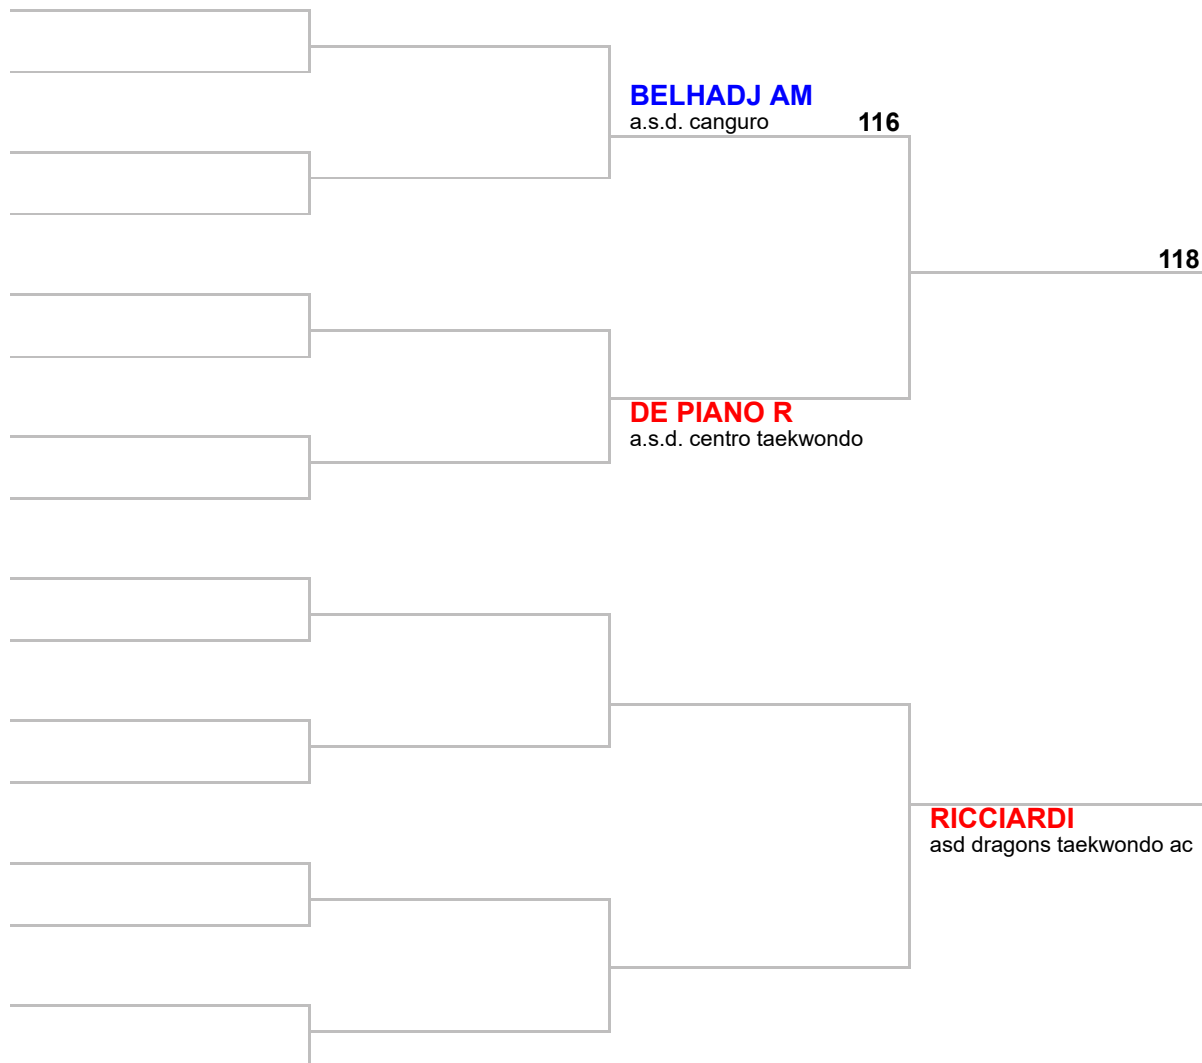 BELHADJ AM
a.s.d. canguro
116
118
DE PIANO R
a.s.d. centro taekwondo
RICCIARDI
asd dragons taekwondo ac